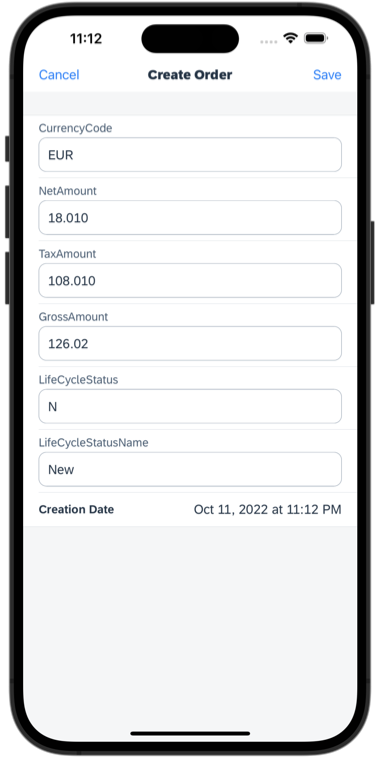 11:12
Cancel Create Order Save
CurrencyCode
EUR
NetAmount
18.010
TaxAmount
108.010
GrossAmount
126.02
LifeCycleStatus
N
LifeCycleStatusName
New
Creation Date Oct 11, 2022 at 11:12 PM